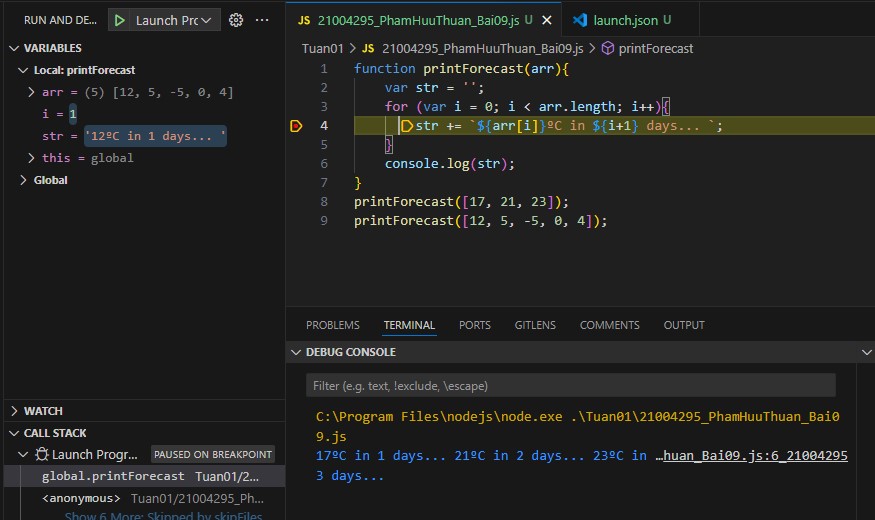 RUN AND DE... Launch Prc
VARIABLES
Local: printForecast
arr = (5) [12, 5, -5, 0, 4]
i = 1
str = '12ºC in 1 days... '
this = global
Global
WATCH
CALL STACK
Launch Progr... PAUSED ON BREAKPOINT
global.printForecast Tuan01/2...
<anonymous> Tuan01/21004295_Ph...
Show 6 More: Skipped by skipFiles
JS 21004295_PhamHuuThuan_Bai09.js U launch.json U
Tuan01 > JS 21004295_PhamHuuThuan_Bai09.js > printForecast
1 function printForecast(arr){
2 var str = '';
3 for (var i = 0; i < arr.length; i++){
4 str += `${arr[i]}ºC in ${i+1} days... `;
5 }
6 console.log(str);
7 }
8 printForecast([17, 21, 23]);
9 printForecast([12, 5, -5, 0, 4]);
PROBLEMS TERMINAL PORTS GITLENS COMMENTS OUTPUT
DEBUG CONSOLE
Filter (e.g. text, !exclude, \escape)
C:\Program Files\nodejs\node.exe .\Tuan01\21004295_PhamHuuThuan_Bai0
9.js
17ºC in 1 days... 21ºC in 2 days... 23ºC in …huan_Bai09.js:6_21004295
3 days...